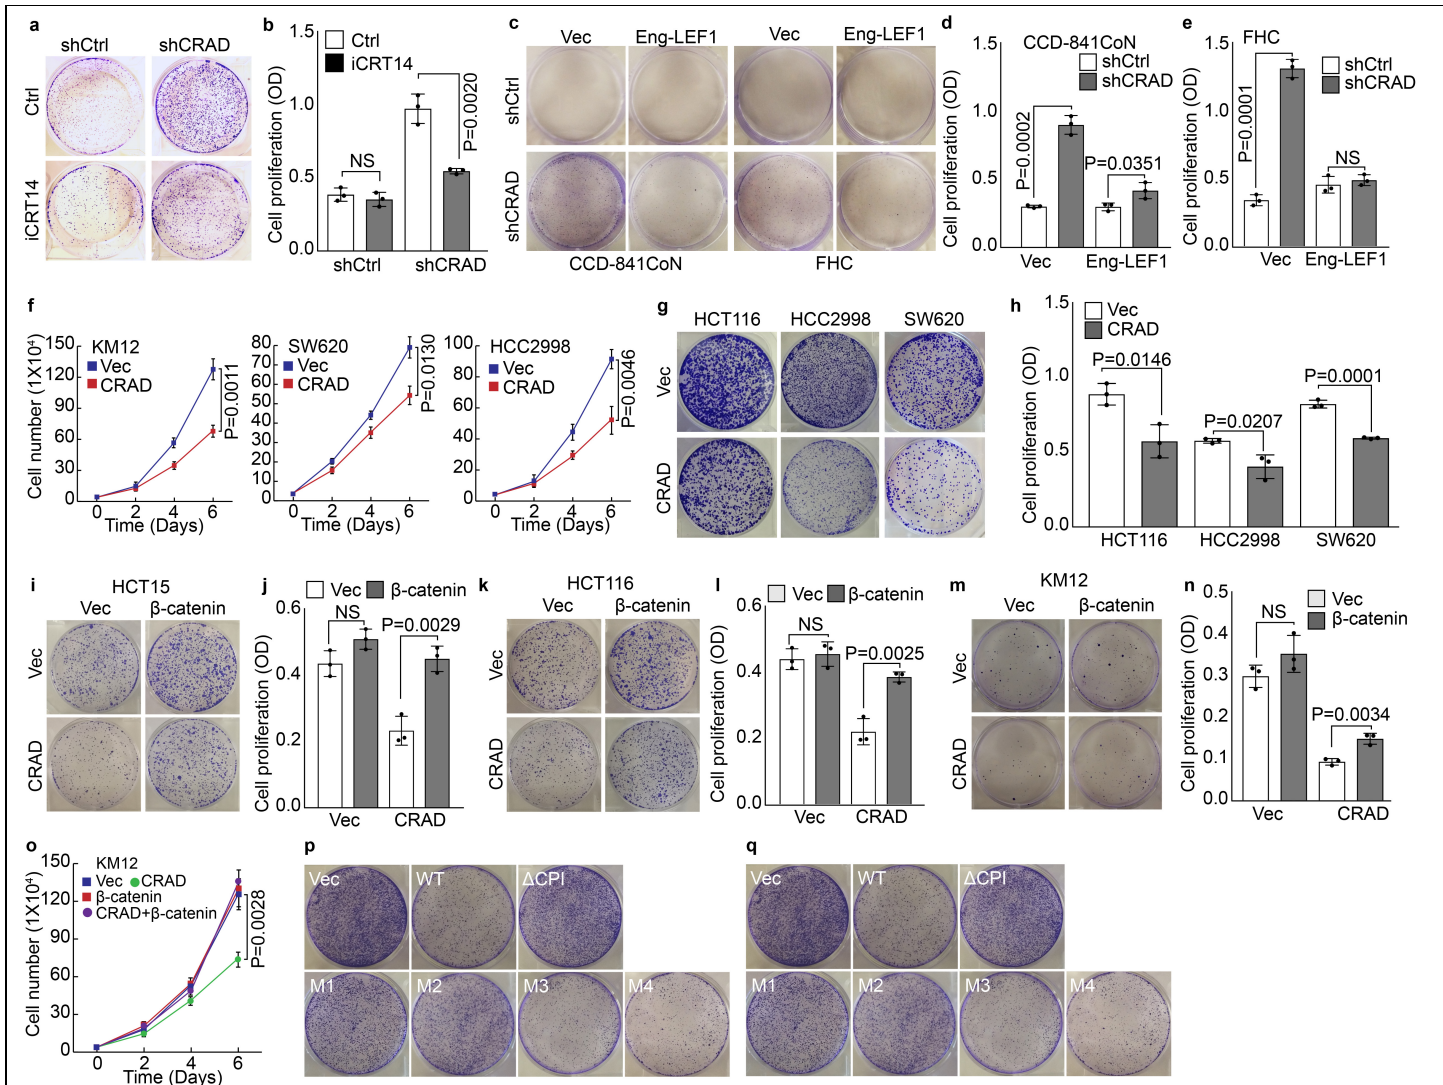 a
shCtrl shCRAD
Ctrl
iCRT14
b
Cell proliferation (OD)
1.5
1.0
0.5
0.0
Ctrl
iCRT14
NS
P=0.0020
shCtrl shCRAD
c
Vec Eng-LEF1 Vec Eng-LEF1
shCtrl
shCRAD
CCD-841CoN FHC
d
Cell proliferation (OD)
1.5
1.0
0.5
0.0
CCD-841CoN
shCtrl
shCRAD
P=0.0002
P=0.0351
Vec Eng-LEF1
e
Cell proliferation (OD)
1.5
1.0
0.5
0.0
FHC
shCtrl
shCRAD
P=0.0001
NS
Vec Eng-LEF1
f
Cell number (1X10⁴)
150
120
90
60
30
0
KM12
Vec
CRAD
P=0.0011
0 2 4 6
Time (Days)
80
70
60
50
40
30
20
10
0
SW620
Vec
CRAD
P=0.0130
0 2 4 6
Time (Days)
100
80
60
40
20
0
HCC2998
Vec
CRAD
P=0.0046
0 2 4 6
Time (Days)
g
HCT116 HCC2998 SW620
Vec
CRAD
h
Cell proliferation (OD)
1.5
1.0
0.5
0.0
Vec
CRAD
P=0.0146
P=0.0207
P=0.0001
HCT116 HCC2998 SW620
i
HCT15
Vec β-catenin
Vec
CRAD
j
Cell proliferation (OD)
0.6
0.4
0.2
0.0
Vec β-catenin
NS
P=0.0029
Vec CRAD
k
HCT116
Vec β-catenin
Vec
CRAD
l
Cell proliferation (OD)
0.6
0.4
0.2
0.0
Vec β-catenin
NS
P=0.0025
Vec CRAD
m
KM12
Vec β-catenin
Vec
CRAD
n
Cell proliferation (OD)
0.5
0.4
0.3
0.2
0.1
0.0
Vec
β-catenin
NS
P=0.0034
Vec CRAD
o
Cell number (1X10⁴)
150
120
90
60
30
0
KM12
Vec CRAD
β-catenin
CRAD+β-catenin
P=0.0028
0 2 4 6
Time (Days)
p
Vec WT ΔCPI
M1 M2 M3 M4
q
Vec WT ΔCPI
M1 M2 M3 M4